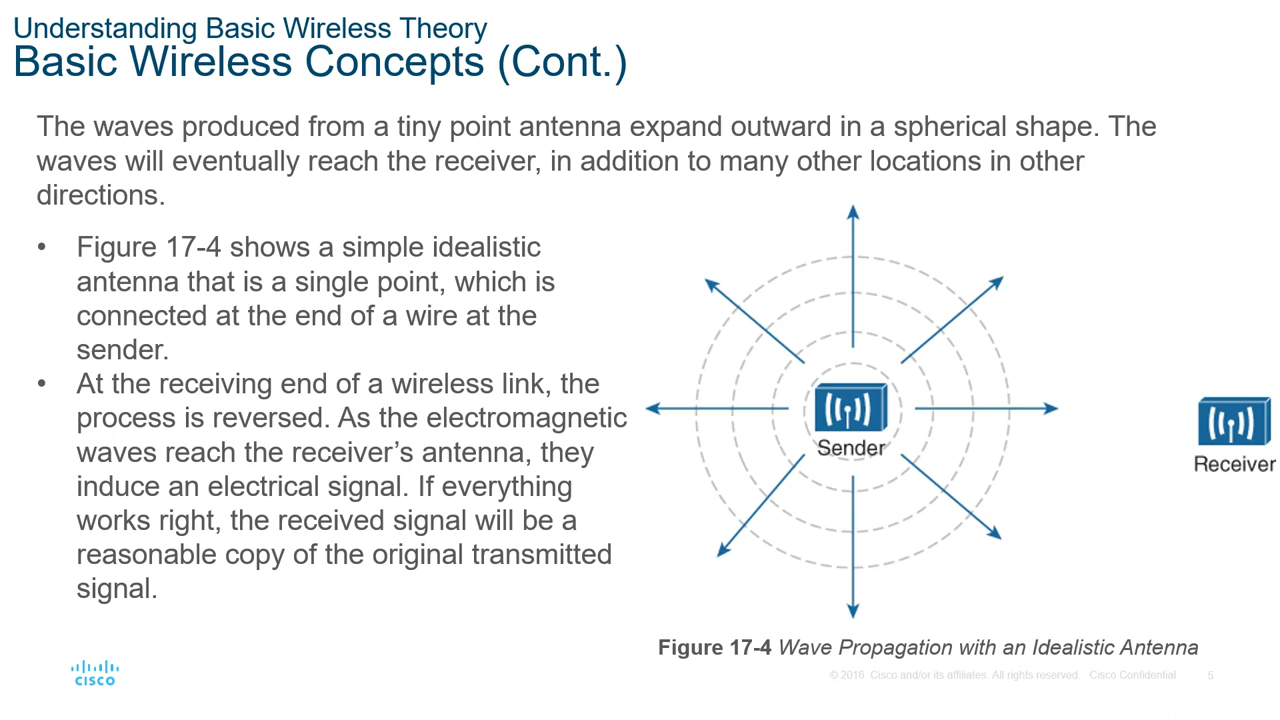 Understanding Basic Wireless Theory
Basic Wireless Concepts (Cont.)
The waves produced from a tiny point antenna expand outward in a spherical shape. The
waves will eventually reach the receiver, in addition to many other locations in other
directions.
• Figure 17-4 shows a simple idealistic
antenna that is a single point, which is
connected at the end of a wire at the
sender.
• At the receiving end of a wireless link, the
process is reversed. As the electromagnetic
waves reach the receiver’s antenna, they
induce an electrical signal. If everything
works right, the received signal will be a
reasonable copy of the original transmitted
signal.
Sender
Receiver
Figure 17-4 Wave Propagation with an Idealistic Antenna
CISCO
© 2016 Cisco and/or its affiliates. All rights reserved. Cisco Confidential 5